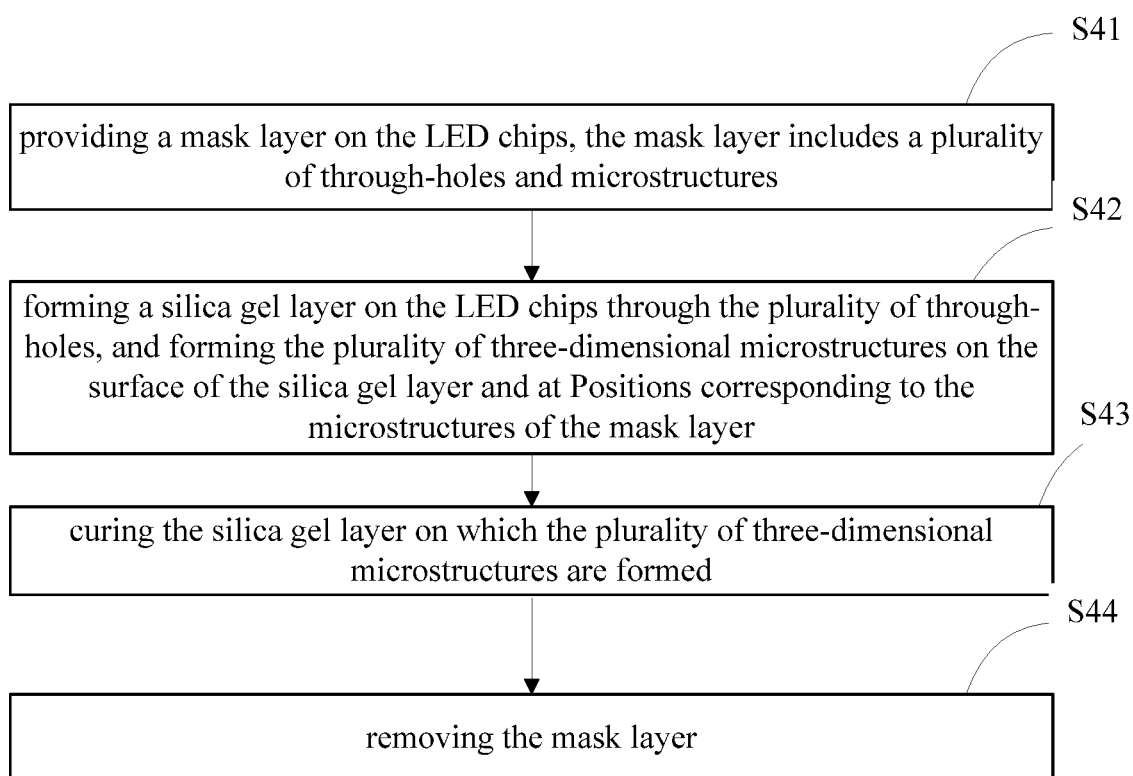 S41
providing a mask layer on the LED chips, the mask layer includes a plurality
of through-holes and microstructures
S42
forming a silica gel layer on the LED chips through the plurality of through-
holes, and forming the plurality of three-dimensional microstructures on the
surface of the silica gel layer and at Positions corresponding to the
microstructures of the mask layer
S43
curing the silica gel layer on which the plurality of three-dimensional
microstructures are formed
S44
removing the mask layer